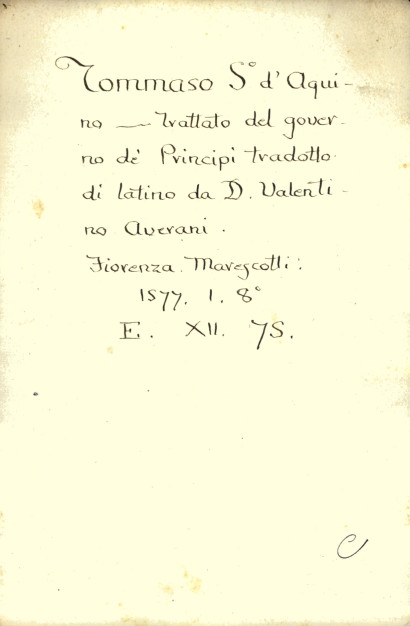 Tommaso S.º d' Aqui-
no — Trattato del gover-
no de' Principi tradotto
di latino da D. Valenti-
no Averani.
Fiorenza. Marescotti.
1577. 1. 8º
E. XII. 75.
C